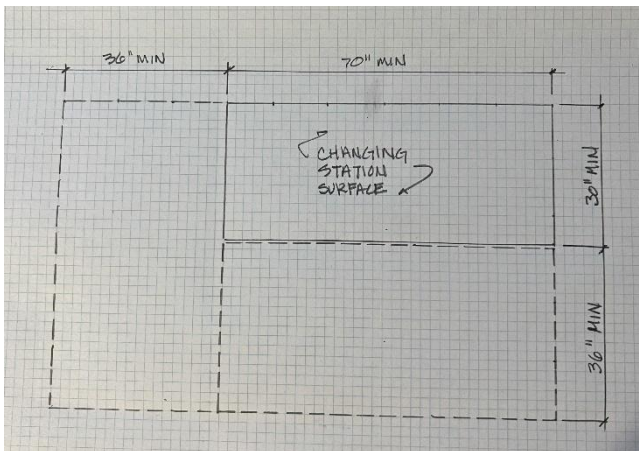 36" MIN
70" MIN
CHANGING
STATION
SURFACE
30" MIN
36" MIN